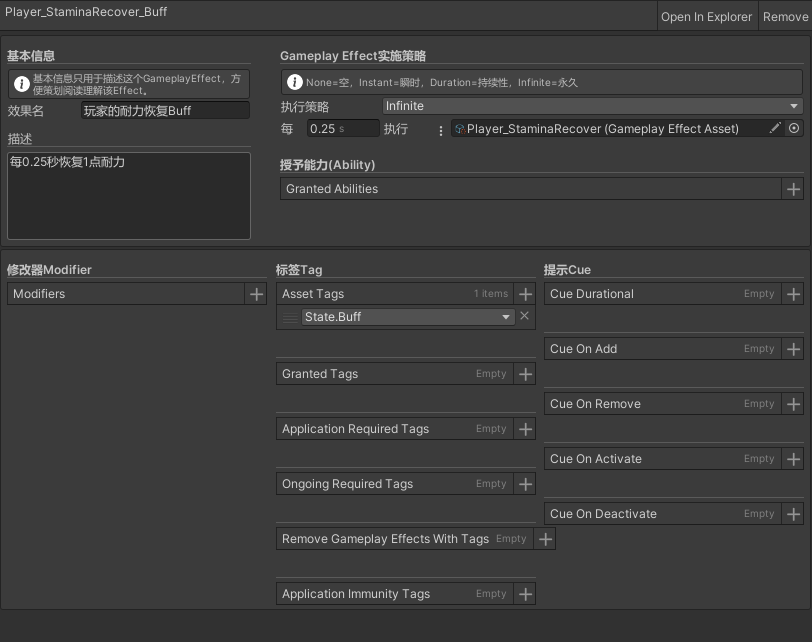 Player_StaminaRecover_Buff
Open In Explorer
Remove
基本信息
基本信息只用于描述这个GameplayEffect，方
便策划阅读理解该Effect。
效果名
玩家的耐力恢复Buff
描述
每0.25秒恢复1点耐力
Gameplay Effect实施策略
None=空，Instant=瞬时，Duration=持续性，Infinite=永久
执行策略
Infinite
每 0.25 s 执行
Player_StaminaRecover (Gameplay Effect Asset)
授予能力(Ability)
Granted Abilities
修改器Modifier
Modifiers
标签Tag
Asset Tags 1 items
State.Buff
Granted Tags Empty
Application Required Tags Empty
Ongoing Required Tags Empty
Remove Gameplay Effects With Tags Empty
Application Immunity Tags Empty
提示Cue
Cue Durational Empty
Cue On Add Empty
Cue On Remove Empty
Cue On Activate Empty
Cue On Deactivate Empty